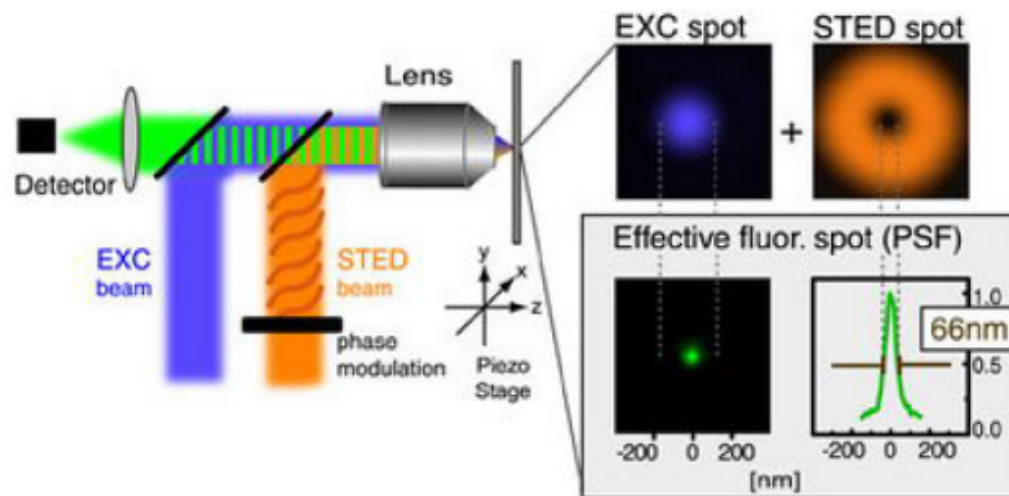 EXC spot
STED spot
+
Lens
Detector
EXC
beam
STED
beam
phase
modulation
y
x
z
Piezo
Stage
Effective fluor. spot (PSF)
1.0
66nm
0.5
0.0
-200 0 200
-200 0 200
[nm]